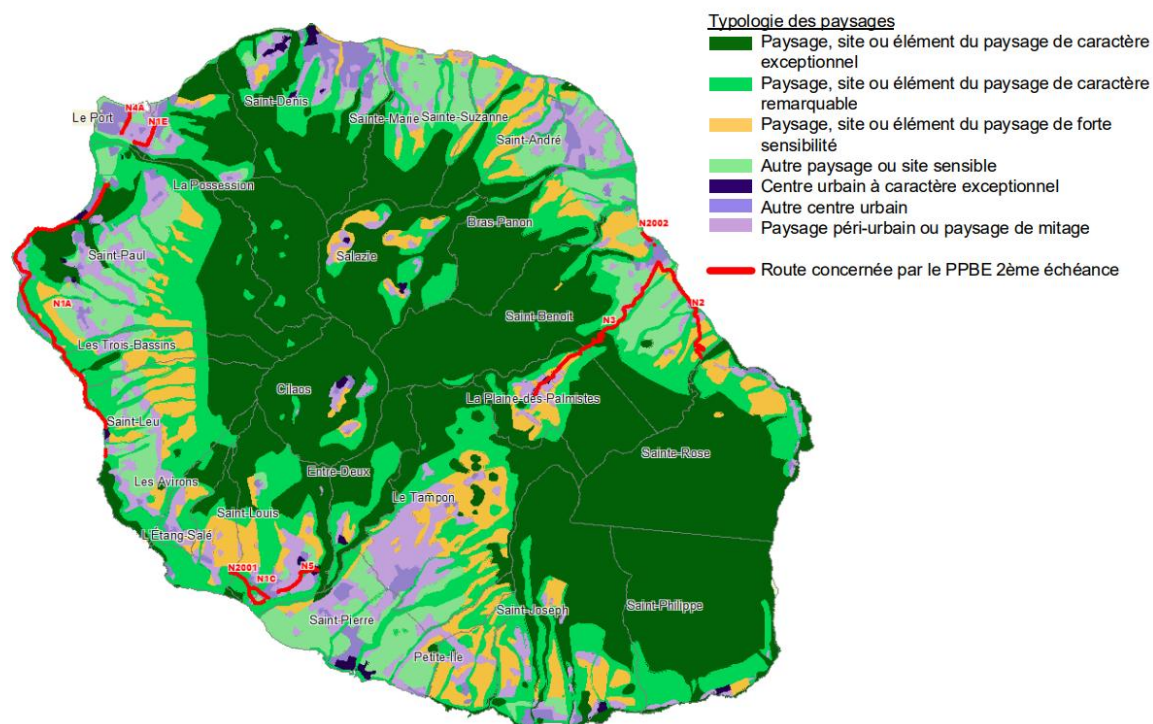 Typologie des paysages
Paysage, site ou élément du paysage de caractère
exceptionnel
Paysage, site ou élément du paysage de caractère
remarquable
Paysage, site ou élément du paysage de forte
sensibilité
Autre paysage ou site sensible
Centre urbain à caractère exceptionnel
Autre centre urbain
Paysage péri-urbain ou paysage de mitage
Route concernée par le PPBE 2ème échéance
Saint-Denis
N4A
Le Port
N1E
Sainte-Marie
Sainte-Suzanne
Saint-André
La Possession
Bras-Panon
N2002
Saint-Paul
Salazie
N1A
Saint-Benoit
N3
N2
Les Trois-Bassins
Cilaos
La Plaine-des-Palmistes
Saint-Leu
Sainte-Rose
Entre-Deux
Les Avirons
Le Tampon
Saint-Louis
L'Étang-Salé
N2001
N1C
N5
Saint-Joseph
Saint-Philippe
Saint-Pierre
Petite-Ile